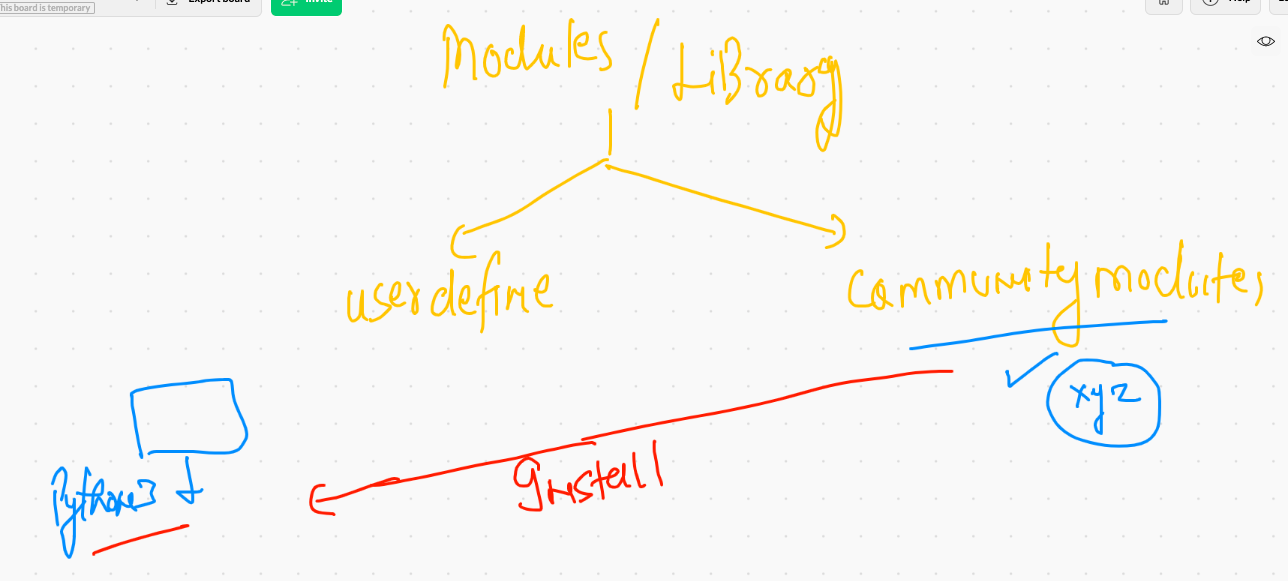 This board is temporary
Export board
Invite
Help
Modules / LiBrary
userdefine
Community modules
xyz
Python3
Install